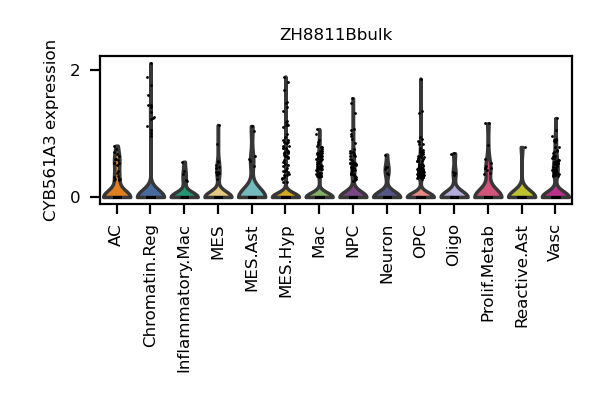 ZH8811Bbulk
CYB561A3 expression
2
0
AC
Chromatin.Reg
Inflammatory.Mac
MES
MES.Ast
MES.Hyp
Mac
NPC
Neuron
OPC
Oligo
Prolif.Metab
Reactive.Ast
Vasc